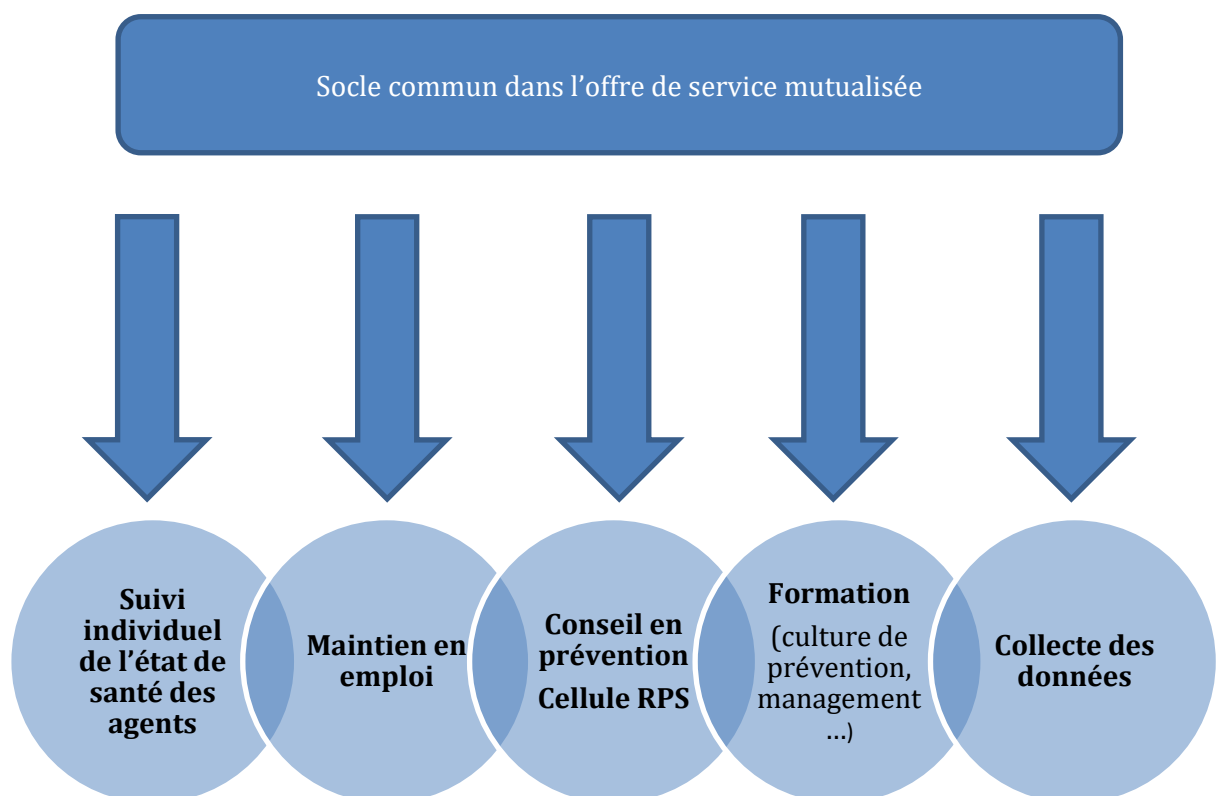 Socle commun dans l’offre de service mutualisée
Suivi
individuel
de l’état de
santé des
agents
Maintien en
emploi
Conseil en
prévention
Cellule RPS
Formation
(culture de
prévention,
management
...)
Collecte des
données